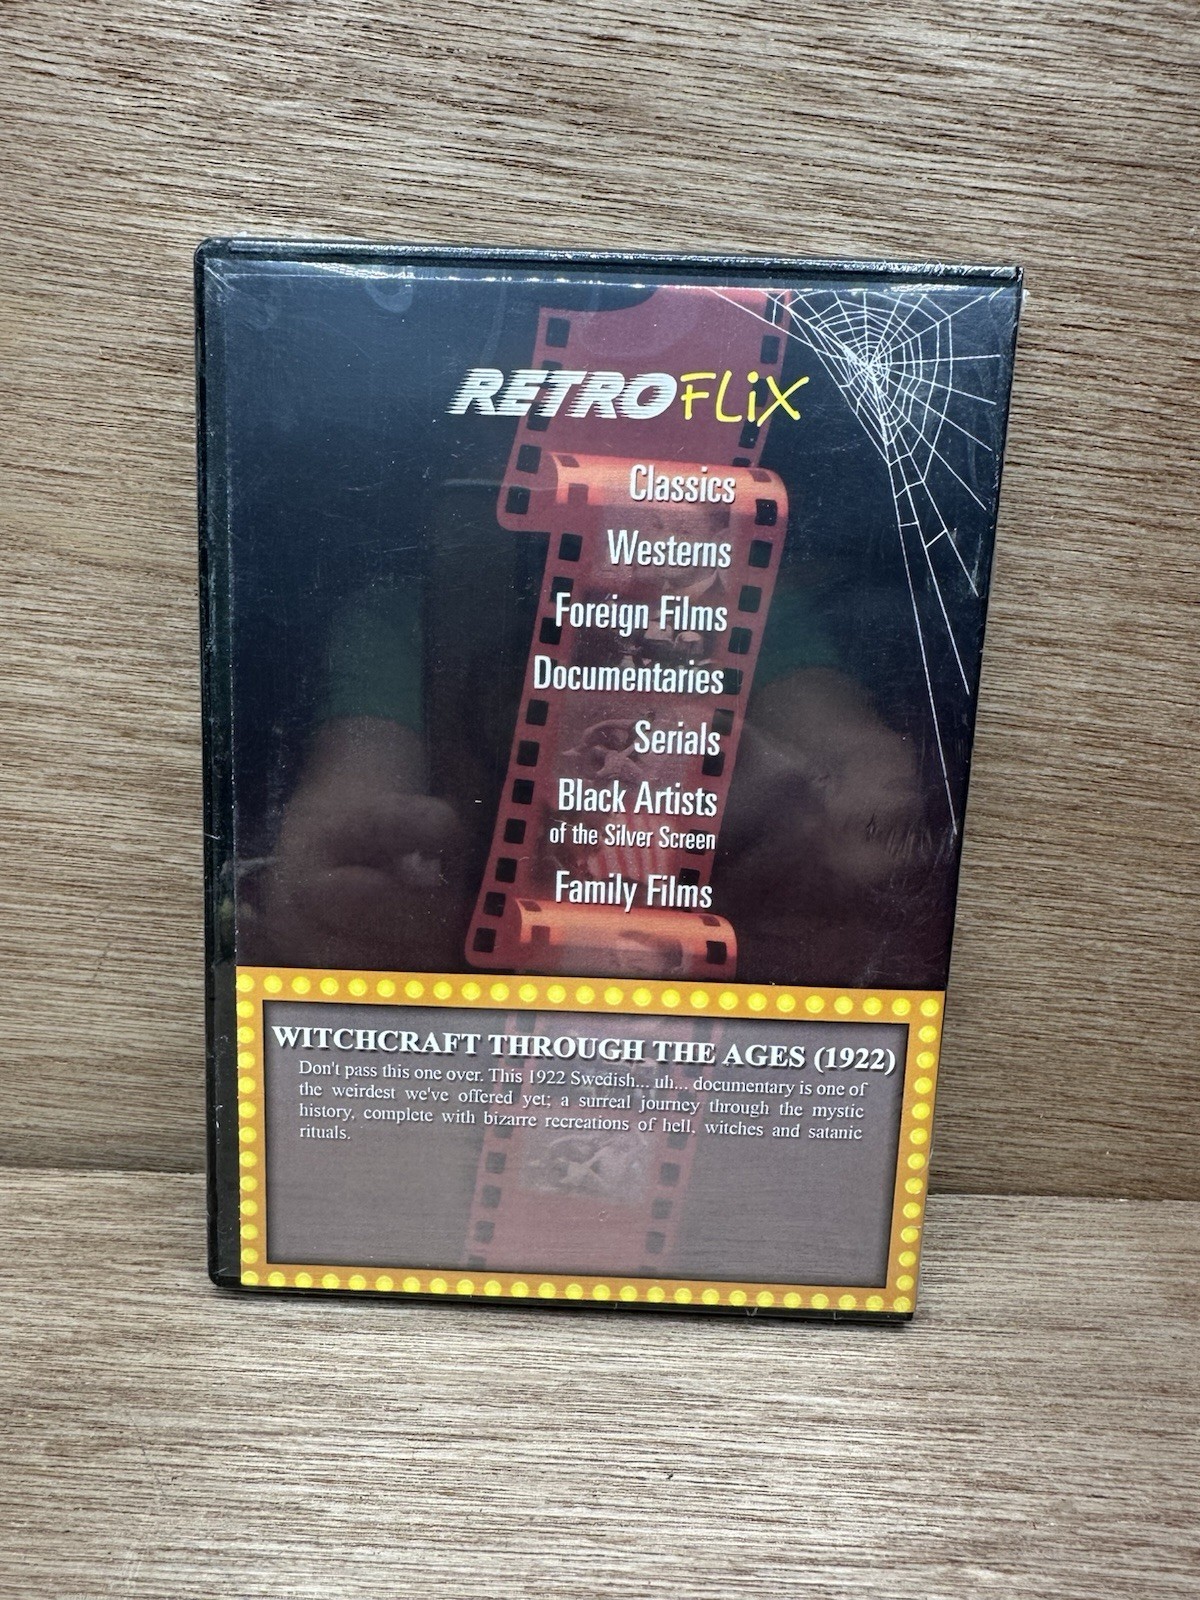 RETROFLiX
Classics
Westerns
Foreign Films
Documentaries
Serials
Black Artists
of the Silver Screen
Family Films
WITCHCRAFT THROUGH THE AGES (1922)
Don't pass this one over. This 1922 Swedish... uh... documentary is one of
the weirdest we've offered yet; a surreal journey through the mystic
history, complete with bizarre recreations of hell, witches and satanic
rituals.